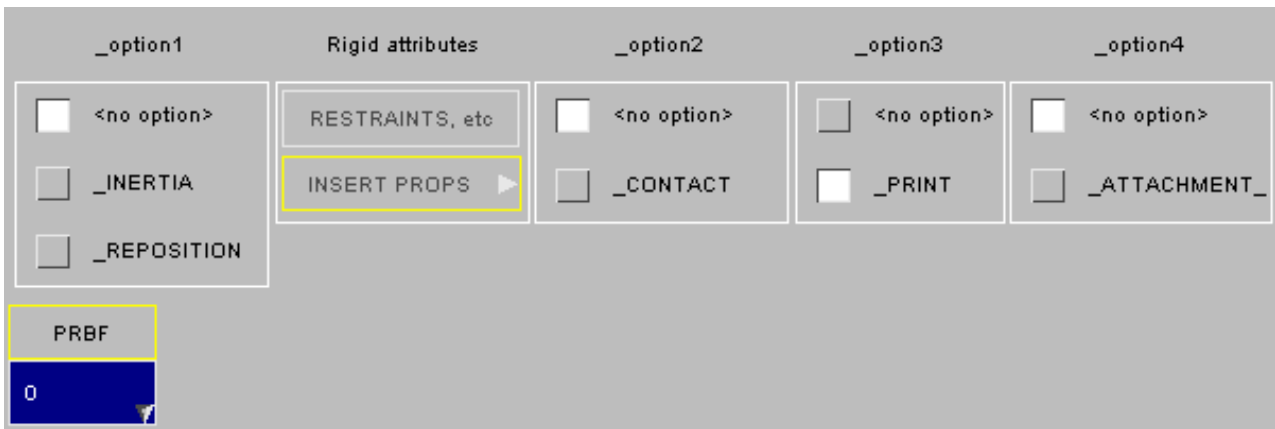 _option1 Rigid attributes _option2 _option3 _option4
<no option> RESTRAINTS, etc <no option> <no option> <no option>
_INERTIA INSERT PROPS _CONTACT _PRINT _ATTACHMENT_
_REPOSITION
PRBF
0